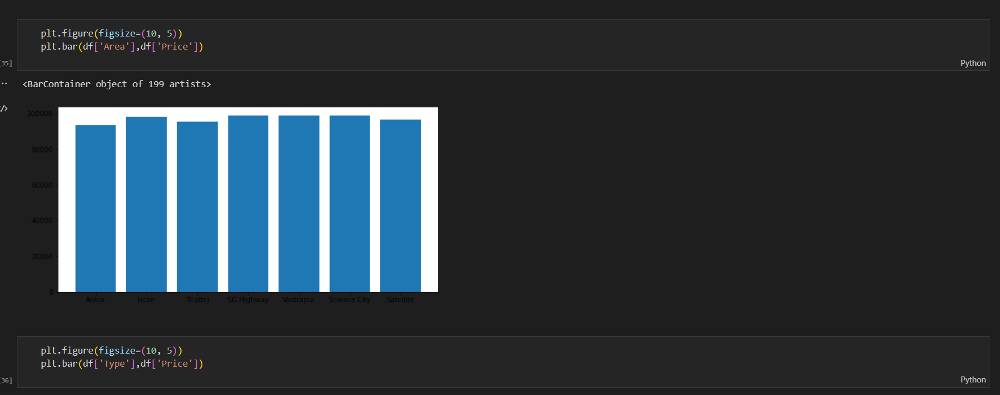 plt.figure(figsize=(10, 5))
plt.bar(df['Area'],df['Price'])
[35]
Python
<BarContainer object of 199 artists>
100000
80000
60000
40000
20000
0
Ankur Iscon Thaltej SG Highway Vastrapur Science City Satellite
plt.figure(figsize=(10, 5))
plt.bar(df['Type'],df['Price'])
[36]
Python